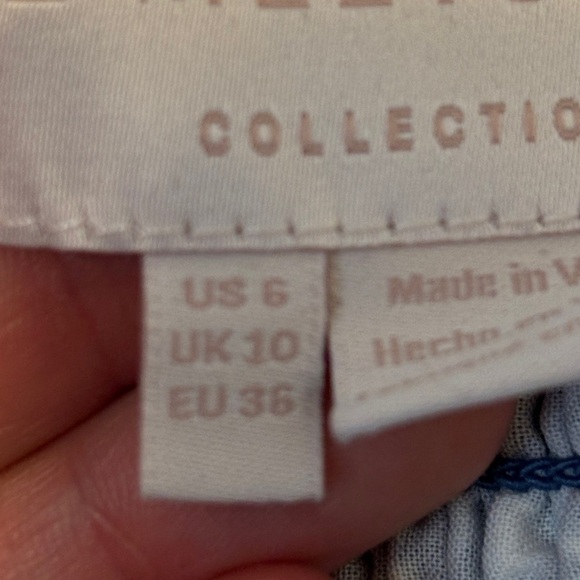 COLLECTIO
US 6
UK 10
EU 36
Made in V
Hecho